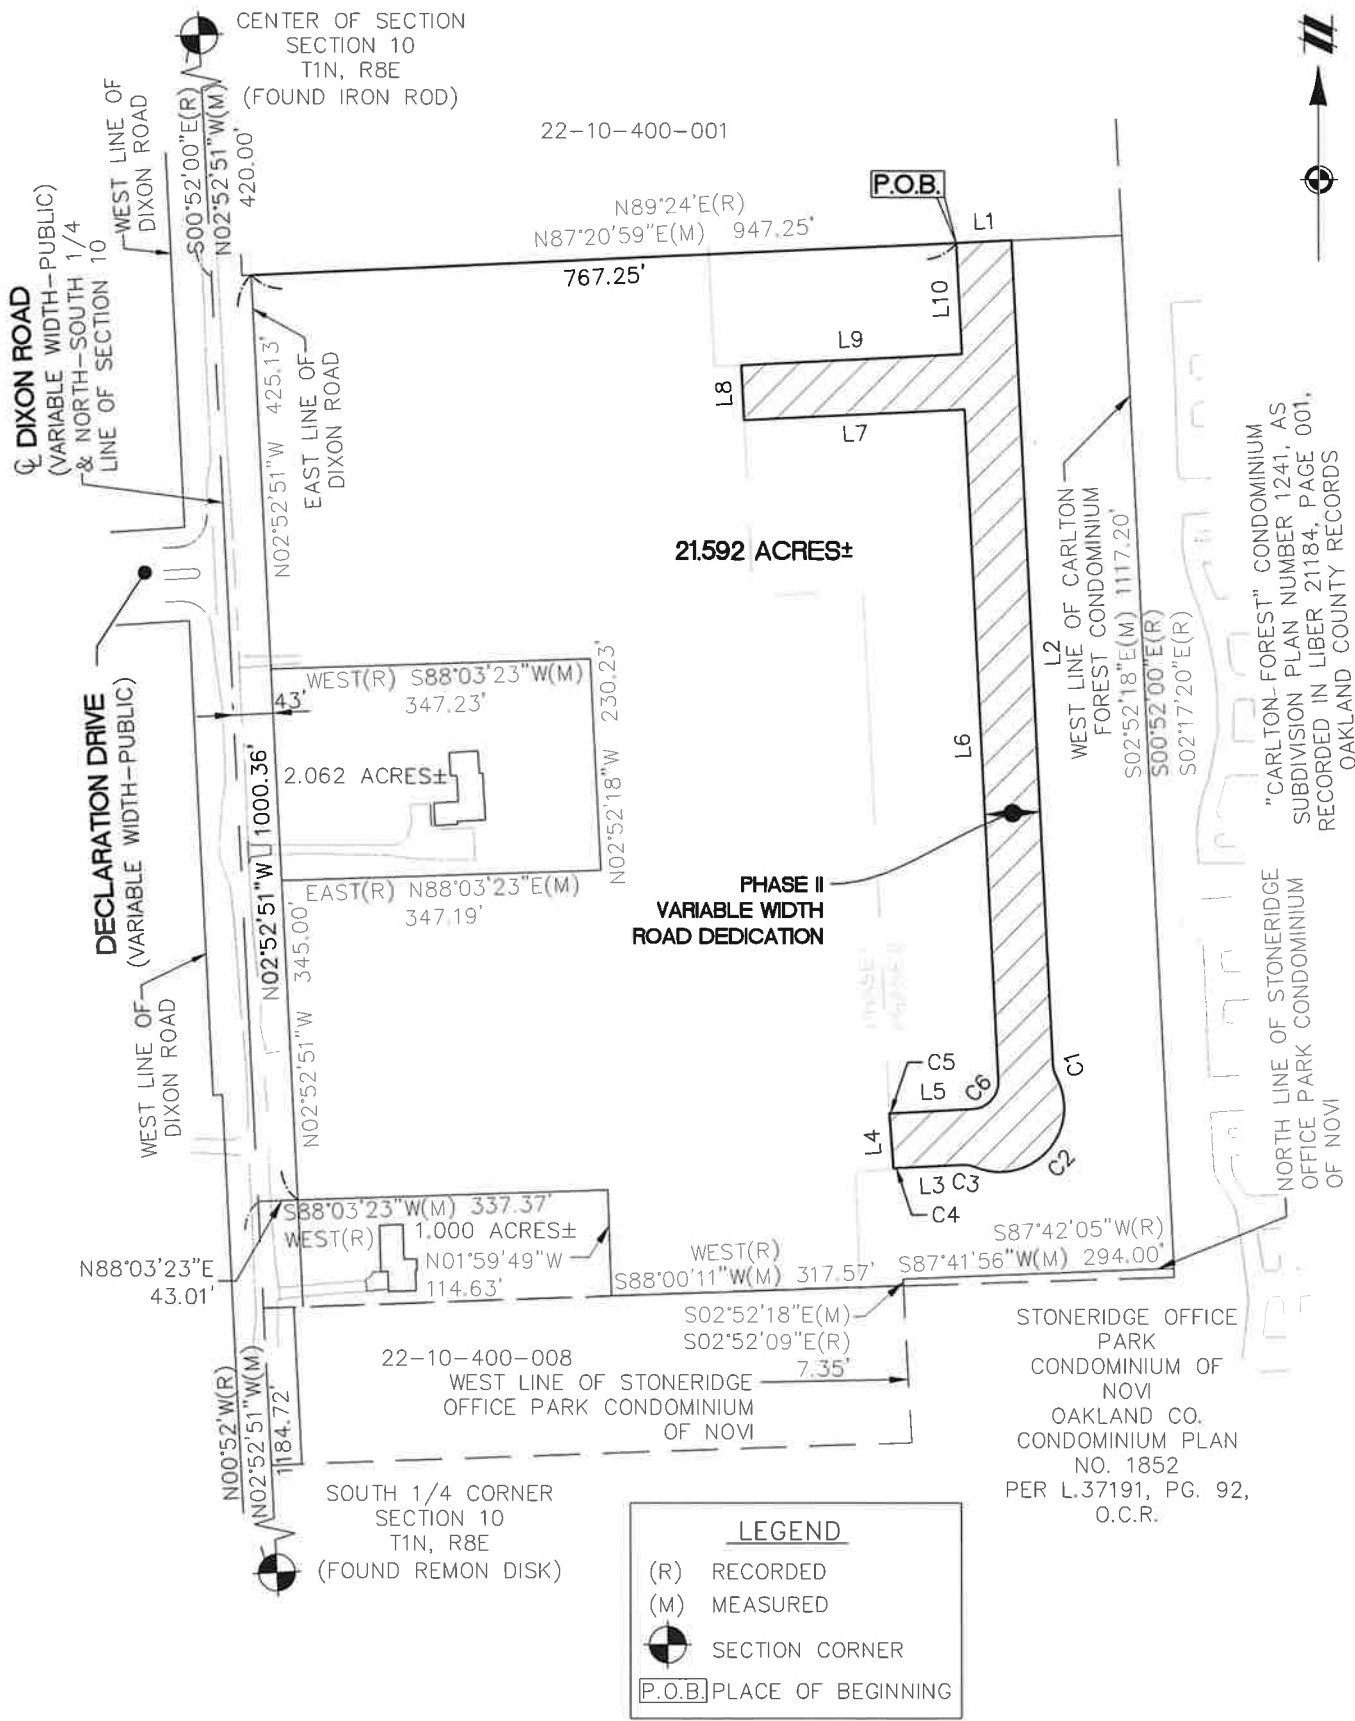 CENTER OF SECTION
SECTION 10
T1N, R8E
(FOUND IRON ROD)
WEST LINE OF
DIXON ROAD
S00°52'00"E(R)
N02°52'51"W(M)
420.00'
22-10-400-001
P.O.B.
L1
N89°24'E(R)
N87°20'59"E(M) 947.25'
767.25'
℄ DIXON ROAD
(VARIABLE WIDTH-PUBLIC)
& NORTH-SOUTH 1/4
LINE OF SECTION 10
N02°52'51"W 425.13'
EAST LINE OF
DIXON ROAD
L10
L9
L8
L7
21.592 ACRES±
L6
L2
WEST LINE OF CARLTON
FOREST CONDOMINIUM
S02°52'18"E(M) 1117.20'
S00°52'00"E(R)
S02°17'20"E(R)
"CARLTON-FOREST" CONDOMINIUM
SUBDIVISION PLAN NUMBER 1241, AS
RECORDED IN LIBER 21184, PAGE 001,
OAKLAND COUNTY RECORDS
DECLARATION DRIVE
(VARIABLE WIDTH-PUBLIC)
WEST(R) S88°03'23"W(M)
347.23'
43'
N02°52'18"W 230.23'
2.062 ACRES±
N02°52'51"W 1000.36'
EAST(R) N88°03'23"E(M)
347.19'
PHASE II
VARIABLE WIDTH
ROAD DEDICATION
PHASE I
PHASE II
WEST LINE OF
DIXON ROAD
N02°52'51"W 345.00'
C5
L5
C6
C1
L4
L3
C3
C2
C4
NORTH LINE OF STONERIDGE
OFFICE PARK CONDOMINIUM
OF NOVI
S88°03'23"W(M) 337.37'
WEST(R)
1.000 ACRES±
N01°59'49"W
114.63'
N88°03'23"E
43.01'
WEST(R)
S88°00'11"W(M) 317.57'
S87°42'05"W(R)
S87°41'56"W(M) 294.00'
S02°52'18"E(M)
S02°52'09"E(R)
7.35'
22-10-400-008
WEST LINE OF STONERIDGE
OFFICE PARK CONDOMINIUM
OF NOVI
STONERIDGE OFFICE
PARK
CONDOMINIUM OF
NOVI
OAKLAND CO.
CONDOMINIUM PLAN
NO. 1852
PER L.37191, PG. 92,
O.C.R.
N00°52'W(R)
N02°52'51"W(M)
1184.72'
SOUTH 1/4 CORNER
SECTION 10
T1N, R8E
(FOUND REMON DISK)
LEGEND
(R) RECORDED
(M) MEASURED
SECTION CORNER
P.O.B. PLACE OF BEGINNING